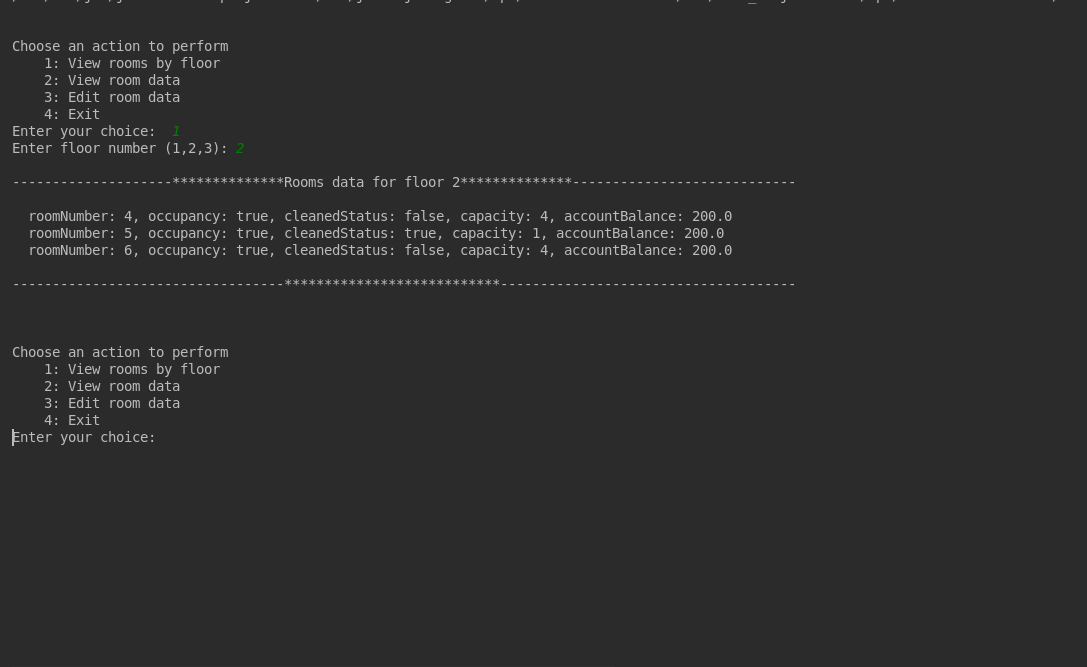 Choose an action to perform
    1: View rooms by floor
    2: View room data
    3: Edit room data
    4: Exit
Enter your choice:  1
Enter floor number (1,2,3): 2
--------------------**************Rooms data for floor 2**************----------------------------
  roomNumber: 4, occupancy: true, cleanedStatus: false, capacity: 4, accountBalance: 200.0
  roomNumber: 5, occupancy: true, cleanedStatus: true, capacity: 1, accountBalance: 200.0
  roomNumber: 6, occupancy: true, cleanedStatus: false, capacity: 4, accountBalance: 200.0
----------------------------------***************************-------------------------------------
Choose an action to perform
    1: View rooms by floor
    2: View room data
    3: Edit room data
    4: Exit
Enter your choice: